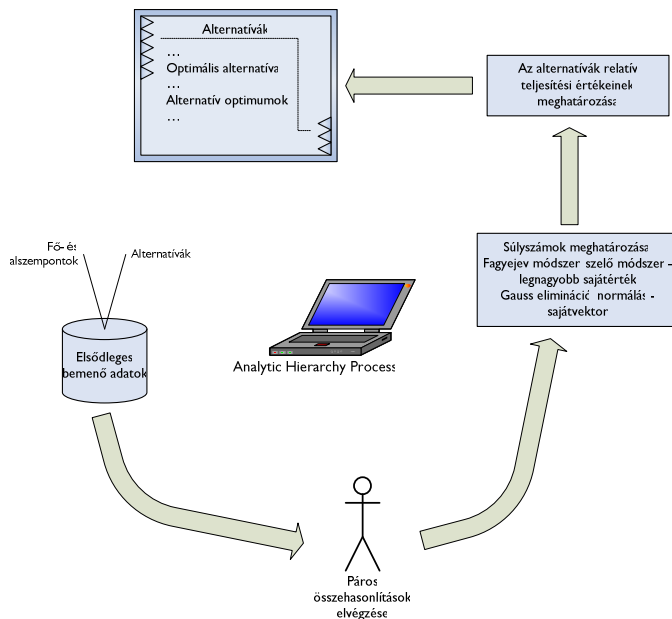 Alternatívák
...
Optimális alternatíva
...
Alternatív optimumok
...
Az alternatívák relatív
teljesítési értékeinek
meghatározása
Fő- és
alszempontok
Alternatívák
Súlyszámok meghatározása
Fagyejev módszer szelő módszer –
legnagyobb sajátérték
Gauss elimináció normálás -
sajátvektor
Elsődleges
bemenő adatok
Analytic Hierarchy Process
Páros
összehasonlítások
elvégzése